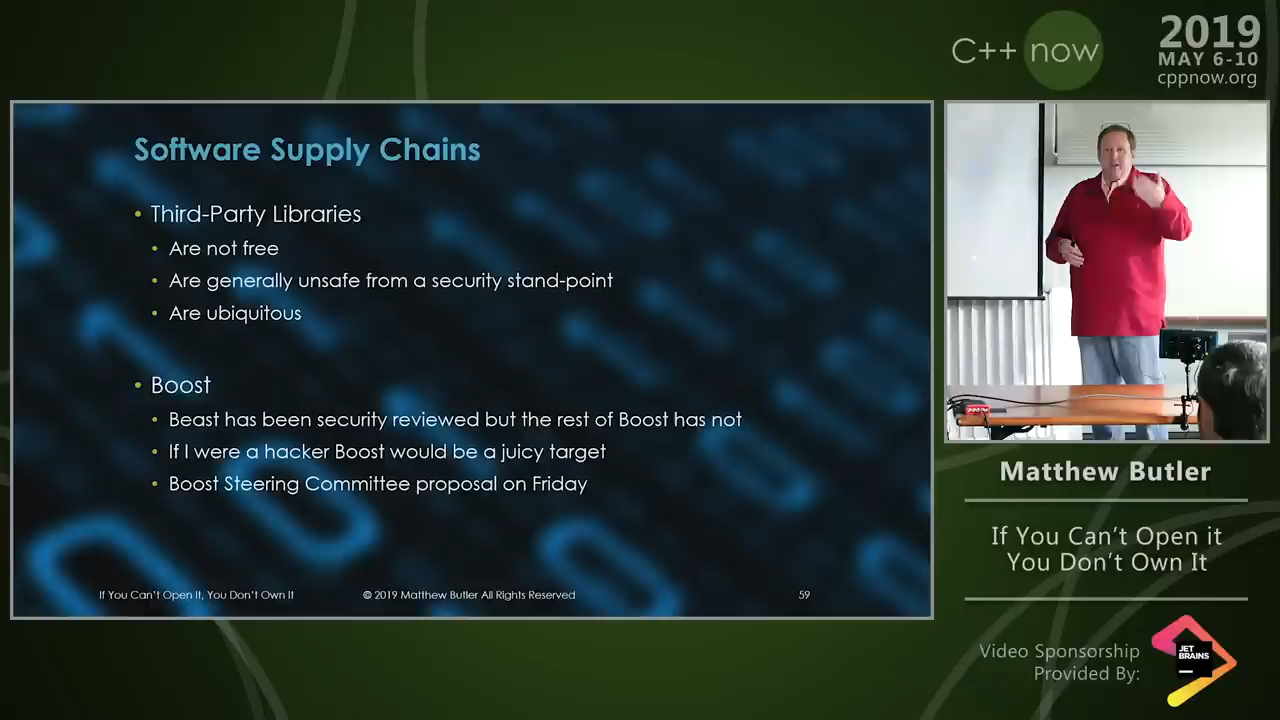 C++ now
2019
MAY 6-10
cppnow.org
Software Supply Chains
• Third-Party Libraries
• Are not free
• Are generally unsafe from a security stand-point
• Are ubiquitous
• Boost
• Beast has been security reviewed but the rest of Boost has not
• If I were a hacker Boost would be a juicy target
• Boost Steering Committee proposal on Friday
If You Can't Open It, You Don't Own It
© 2019 Matthew Butler All Rights Reserved
59
Matthew Butler
If You Can't Open it
You Don't Own It
Video Sponsorship
Provided By:
JET
BRAINS